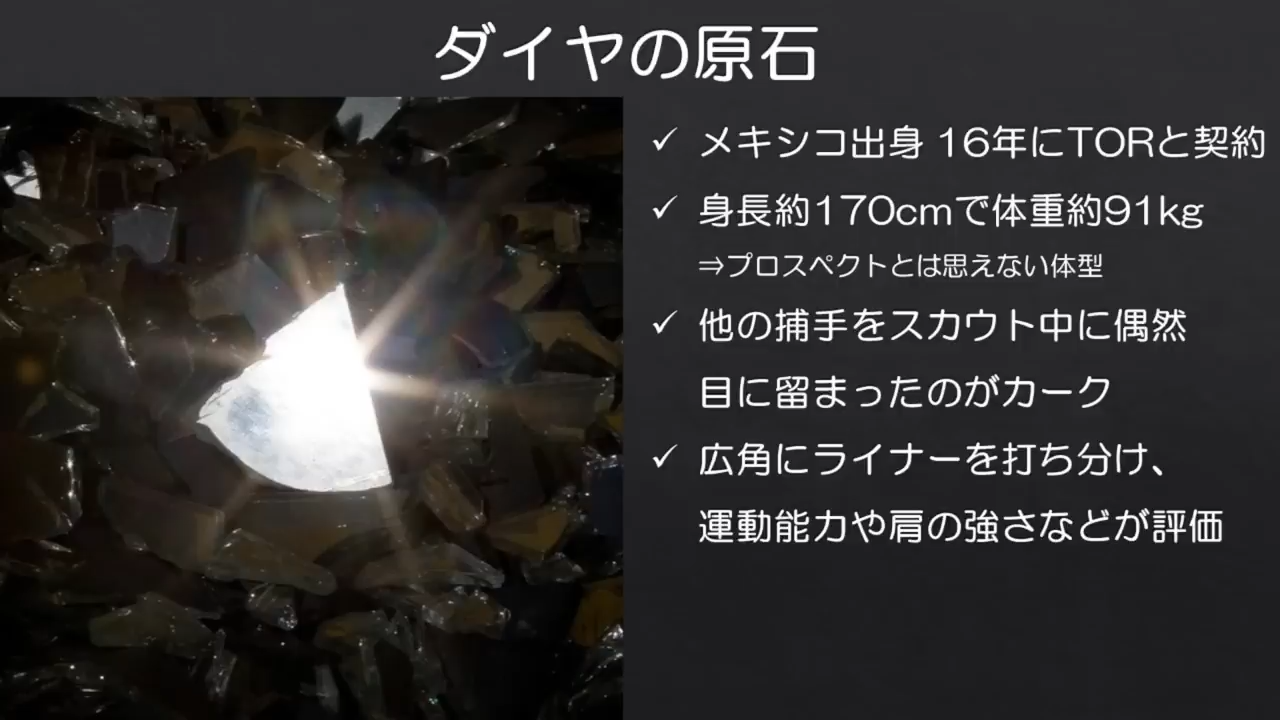 ダイヤの原石
✓ メキシコ出身 16年にTORと契約
✓ 身長約170cmで体重約91kg
⇒プロスペクトとは思えない体型
✓ 他の捕手をスカウト中に偶然
目に留まったのがカーク
✓ 広角にライナーを打ち分け、
運動能力や肩の強さなどが評価